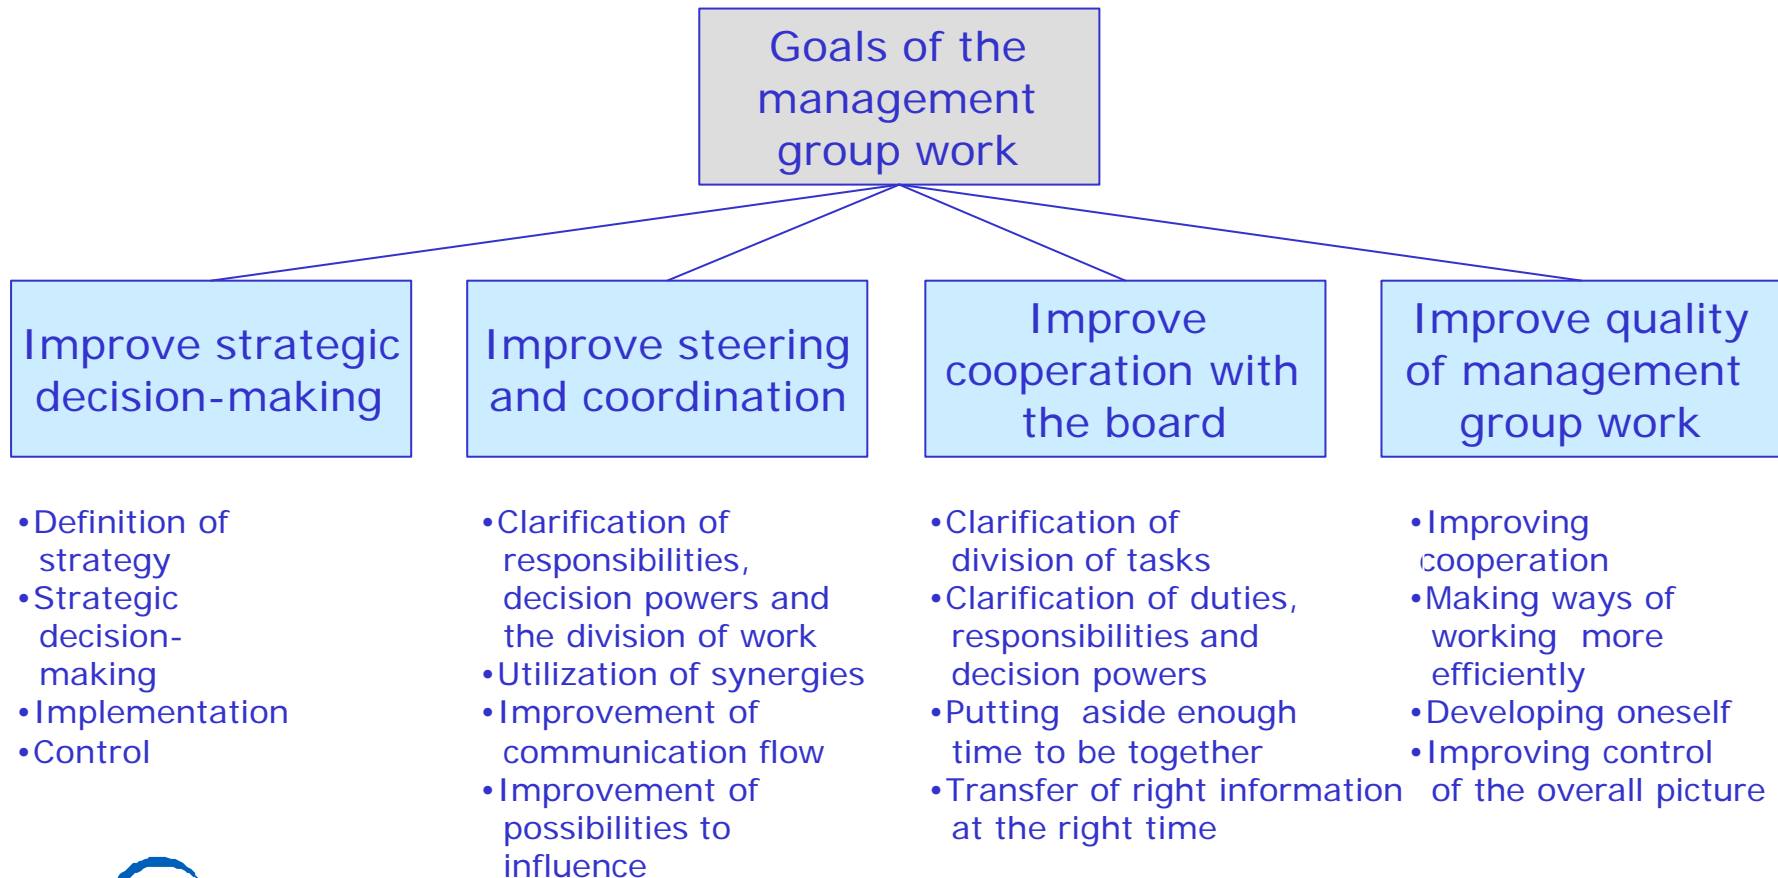 Goals of the
management
group work
Improve strategic
decision-making
Improve steering
and coordination
Improve
cooperation with
the board
Improve quality
of management
group work
•Definition of
strategy
•Strategic
decision-
making
•Implementation
•Control
•Clarification of
responsibilities,
decision powers and
the division of work
•Utilization of synergies
•Improvement of
communication flow
•Improvement of
possibilities to
influence
•Clarification of
division of tasks
•Clarification of duties,
responsibilities and
decision powers
•Putting aside enough
time to be together
•Transfer of right information
at the right time
•Improving
cooperation
•Making ways of
working more
efficiently
•Developing oneself
•Improving control
of the overall picture